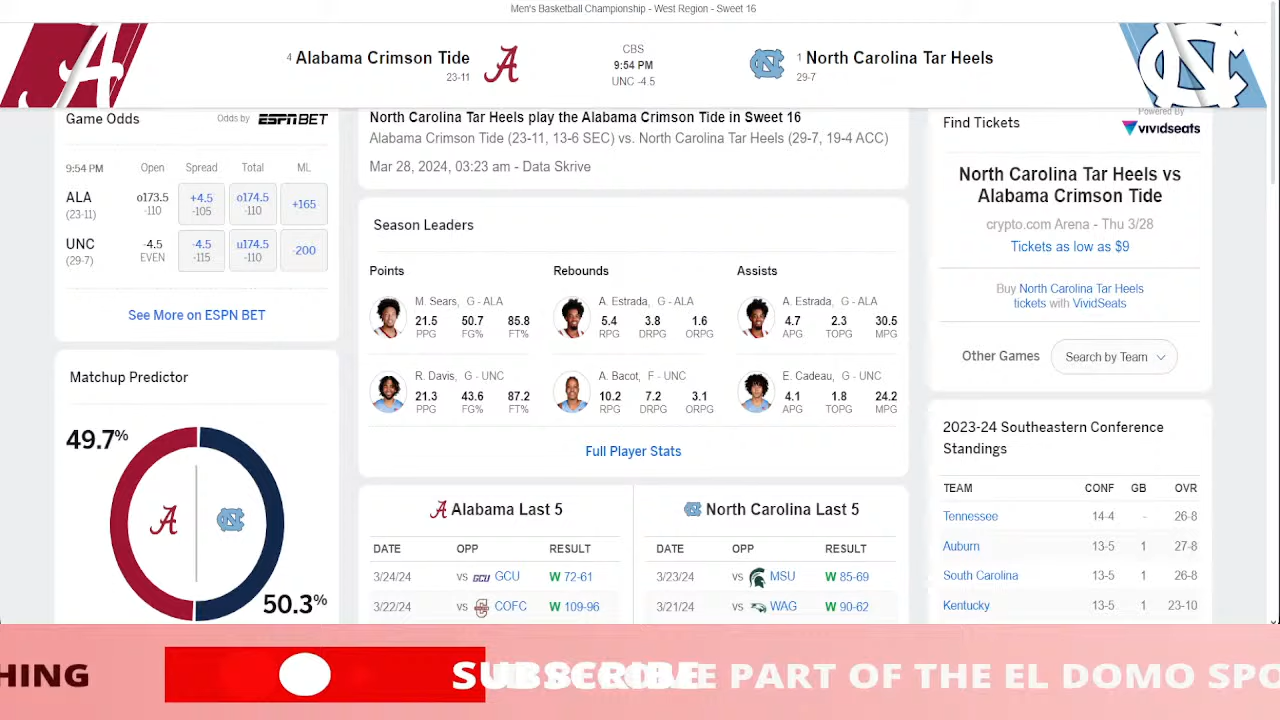 Men's Basketball Championship - West Region - Sweet 16
4 Alabama Crimson Tide
23-11
CBS
9:54 PM
UNC -4.5
1 North Carolina Tar Heels
29-7
Game Odds
Odds by ESPN BET
9:54 PM Open Spread Total ML
ALA o173.5 +4.5 o174.5 +165
(23-11) -110 -105 -110
UNC -4.5 -4.5 u174.5 -200
(29-7) EVEN -115 -110
See More on ESPN BET
Matchup Predictor
49.7%
50.3%
North Carolina Tar Heels play the Alabama Crimson Tide in Sweet 16
Alabama Crimson Tide (23-11, 13-6 SEC) vs. North Carolina Tar Heels (29-7, 19-4 ACC)
Mar 28, 2024, 03:23 am - Data Skrive
Season Leaders
Points Rebounds Assists
M. Sears, G - ALA A. Estrada, G - ALA A. Estrada, G - ALA
21.5 50.7 85.8 5.4 3.8 1.6 4.7 2.3 30.5
PPG FG% FT% RPG DRPG ORPG APG TOPG MPG
R. Davis, G - UNC A. Bacot, F - UNC E. Cadeau, G - UNC
21.3 43.6 87.2 10.2 7.2 3.1 4.1 1.8 24.2
PPG FG% FT% RPG DRPG ORPG APG TOPG MPG
Full Player Stats
Alabama Last 5
DATE OPP RESULT
3/24/24 vs GCU GCU W 72-61
3/22/24 vs COFC W 109-96
North Carolina Last 5
DATE OPP RESULT
3/23/24 vs MSU W 85-69
3/21/24 vs WAG W 90-62
Find Tickets
Powered By
vividseats
North Carolina Tar Heels vs
Alabama Crimson Tide
crypto.com Arena - Thu 3/28
Tickets as low as $9
Buy North Carolina Tar Heels
tickets with VividSeats
Other Games Search by Team
2023-24 Southeastern Conference
Standings
TEAM CONF GB OVR
Tennessee 14-4 - 26-8
Auburn 13-5 1 27-8
South Carolina 13-5 1 26-8
Kentucky 13-5 1 23-10
HING
SUBSCRIBE
E PART OF THE EL DOMO SPO